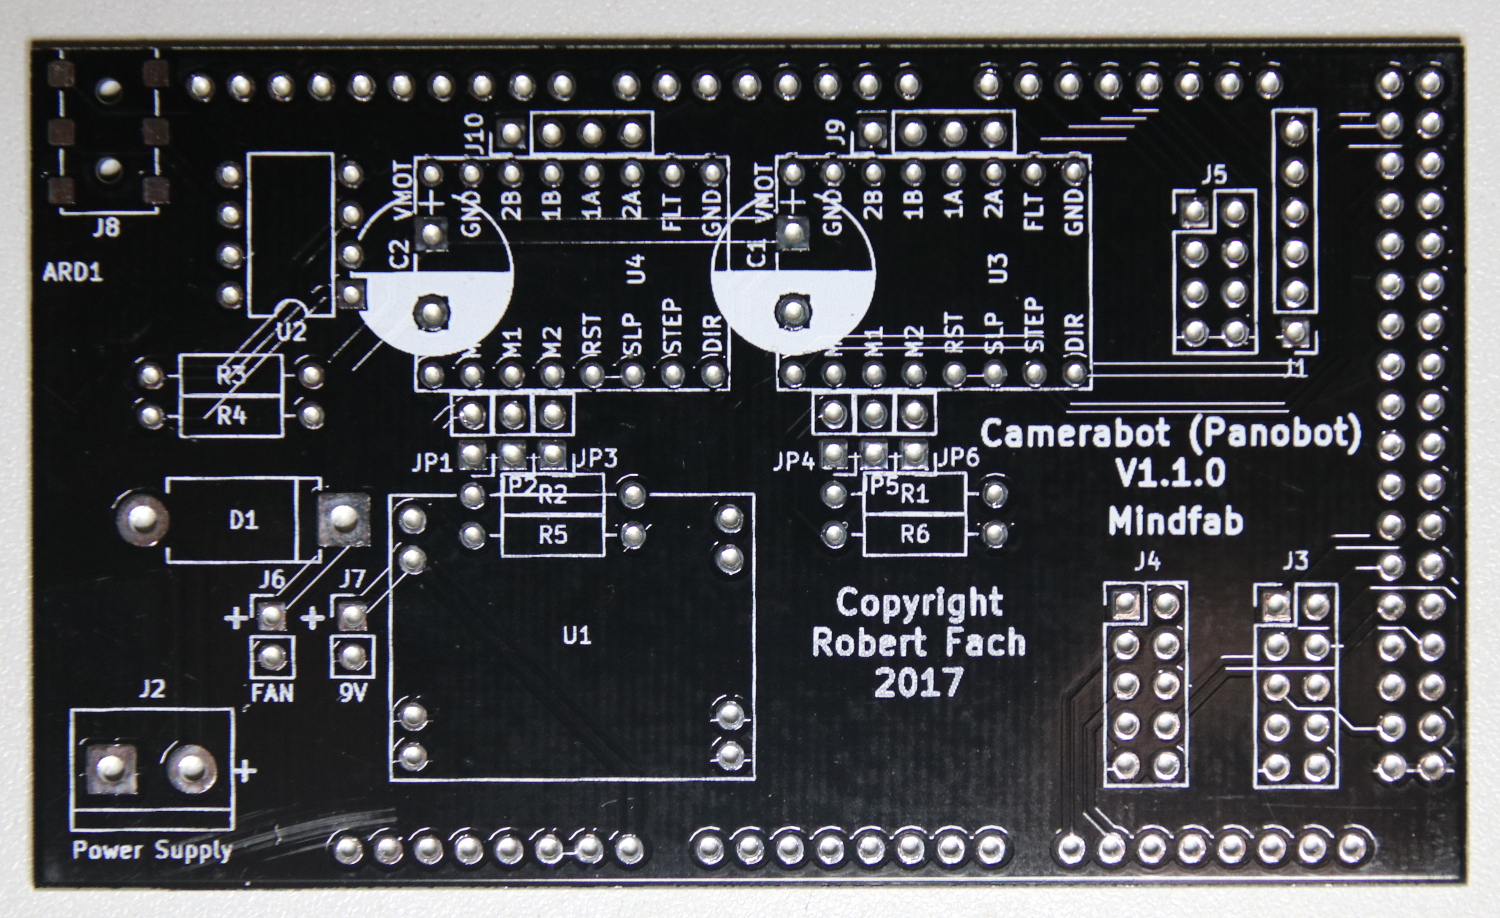 J10
J9
VMOT
GND
2B
1B
1A
2A
FLT
GND
VMOT
GND
2B
1B
1A
2A
FLT
GND
J5
J8
ARD1
C2
U4
C1
U3
U2
M1
M2
RST
SLP
STEP
DIR
M1
M2
RST
SLP
STEP
DIR
J1
R3
R4
Camerabot (Panobot)
V1.1.0
Mindfab
JP1
JP3
JP4
JP6
JP2
R2
JP5
R1
D1
R5
R6
J6
J7
J4
J3
+
+
Copyright
Robert Fach
2017
U1
FAN
9V
J2
+
Power Supply